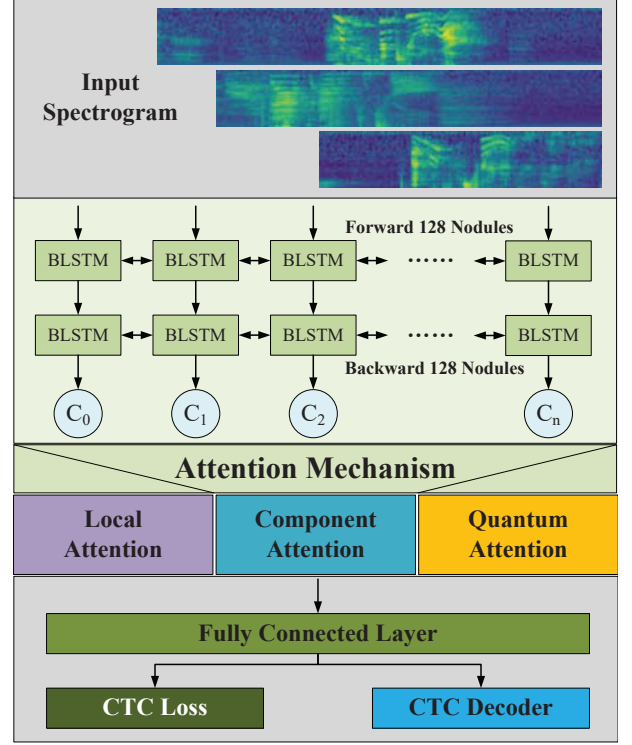 Input
Spectrogram
Forward 128 Nodules
BLSTM BLSTM BLSTM ...... BLSTM
BLSTM BLSTM BLSTM ...... BLSTM
Backward 128 Nodules
C0 C1 C2 Cn
Attention Mechanism
Local
Attention
Component
Attention
Quantum
Attention
Fully Connected Layer
CTC Loss
CTC Decoder